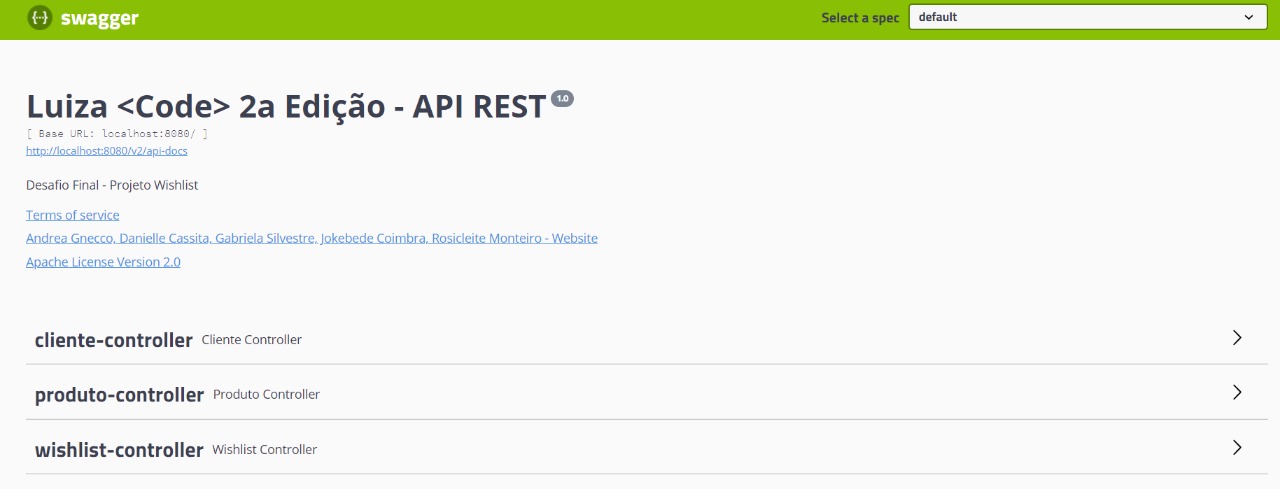 swagger
Select a spec default
Luiza <Code> 2a Edição - API REST 1.0
[ Base URL: localhost:8080/ ]
http://localhost:8080/v2/api-docs
Desafio Final - Projeto Wishlist
Terms of service
Andrea Gnecco, Danielle Cassita, Gabriela Silvestre, Jokebede Coimbra, Rosicleite Monteiro - Website
Apache License Version 2.0
cliente-controller Cliente Controller
produto-controller Produto Controller
wishlist-controller Wishlist Controller